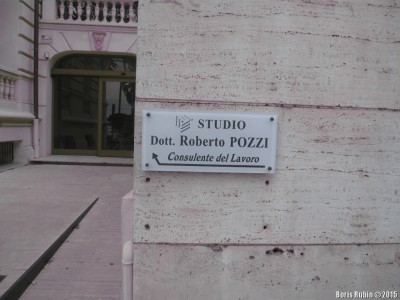 STUDIO
Dott. Roberto POZZI
Consulente del Lavoro
Boris Rubin © 2015